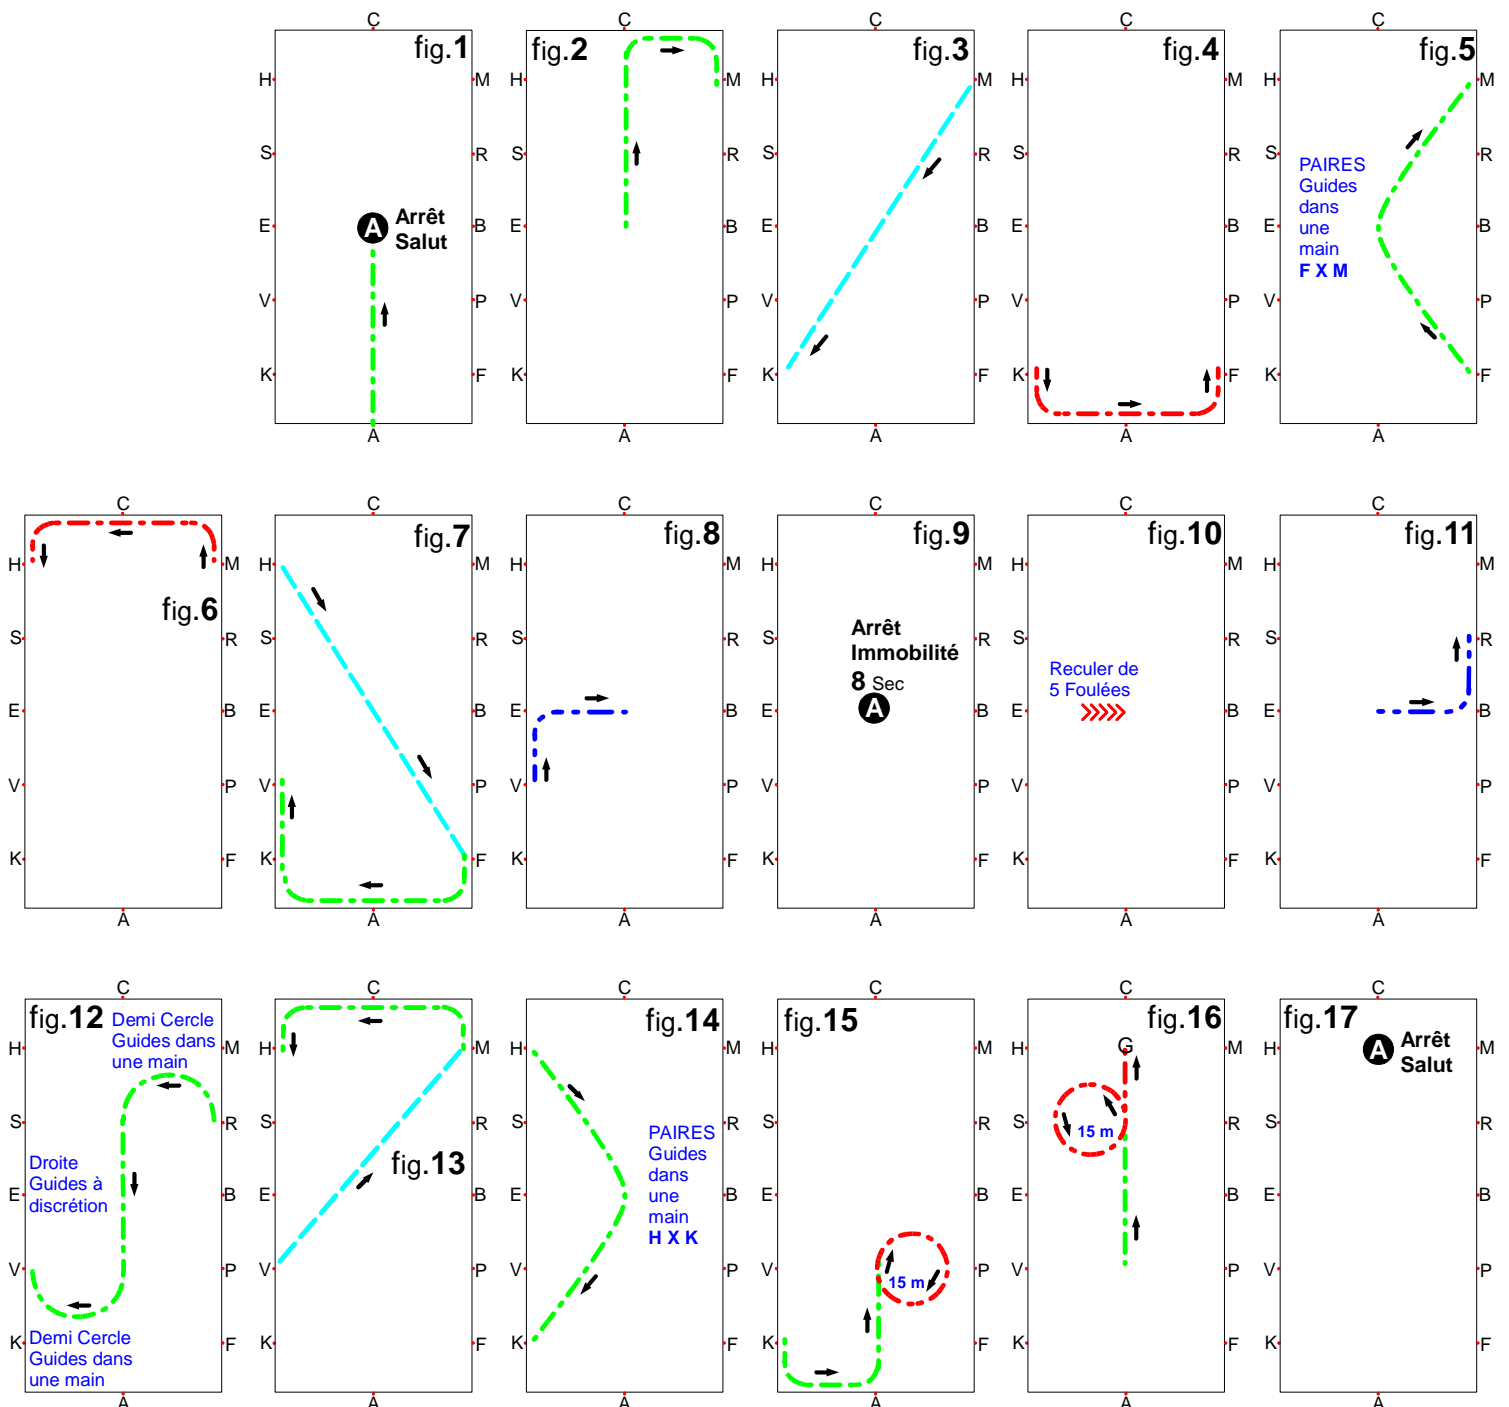 C C C C C
fig.1 fig.2 fig.3 fig.4 fig.5
H M H M H M H M H M
S R S R S R S R S R
PAIRES
Guides
dans
une
main
F X M
A Arrêt
Salut
E B E B E B E B E B
V P V P V P V P V P
K F K F K F K F K F
A A A A A
C C C C C C
fig.7 fig.8 fig.9 fig.10 fig.11
H M H M H M H M H M H M
fig.6
S R S R S R S R S R S R
Arrêt
Immobilité
8 Sec
A
Reculer de
5 Foulées
E B E B E B E B E B E B
V P V P V P V P V P V P
K F K F K F K F K F K F
A A A A A A
C C C C C C
fig.12 Demi Cercle
Guides dans
une main
fig.14 fig.15 fig.16 fig.17
A Arrêt
Salut
G
H M H M H M H M H M H M
S R S R S R S R S R S R
15 m
PAIRES
Guides
dans
une
main
H X K
Droite
Guides à
discrétion
fig.13
E B E B E B E B E B E B
V P V P V P V P V P V P
15 m
Demi Cercle
Guides dans
une main
K F K F K F K F K F K F
A A A A A A